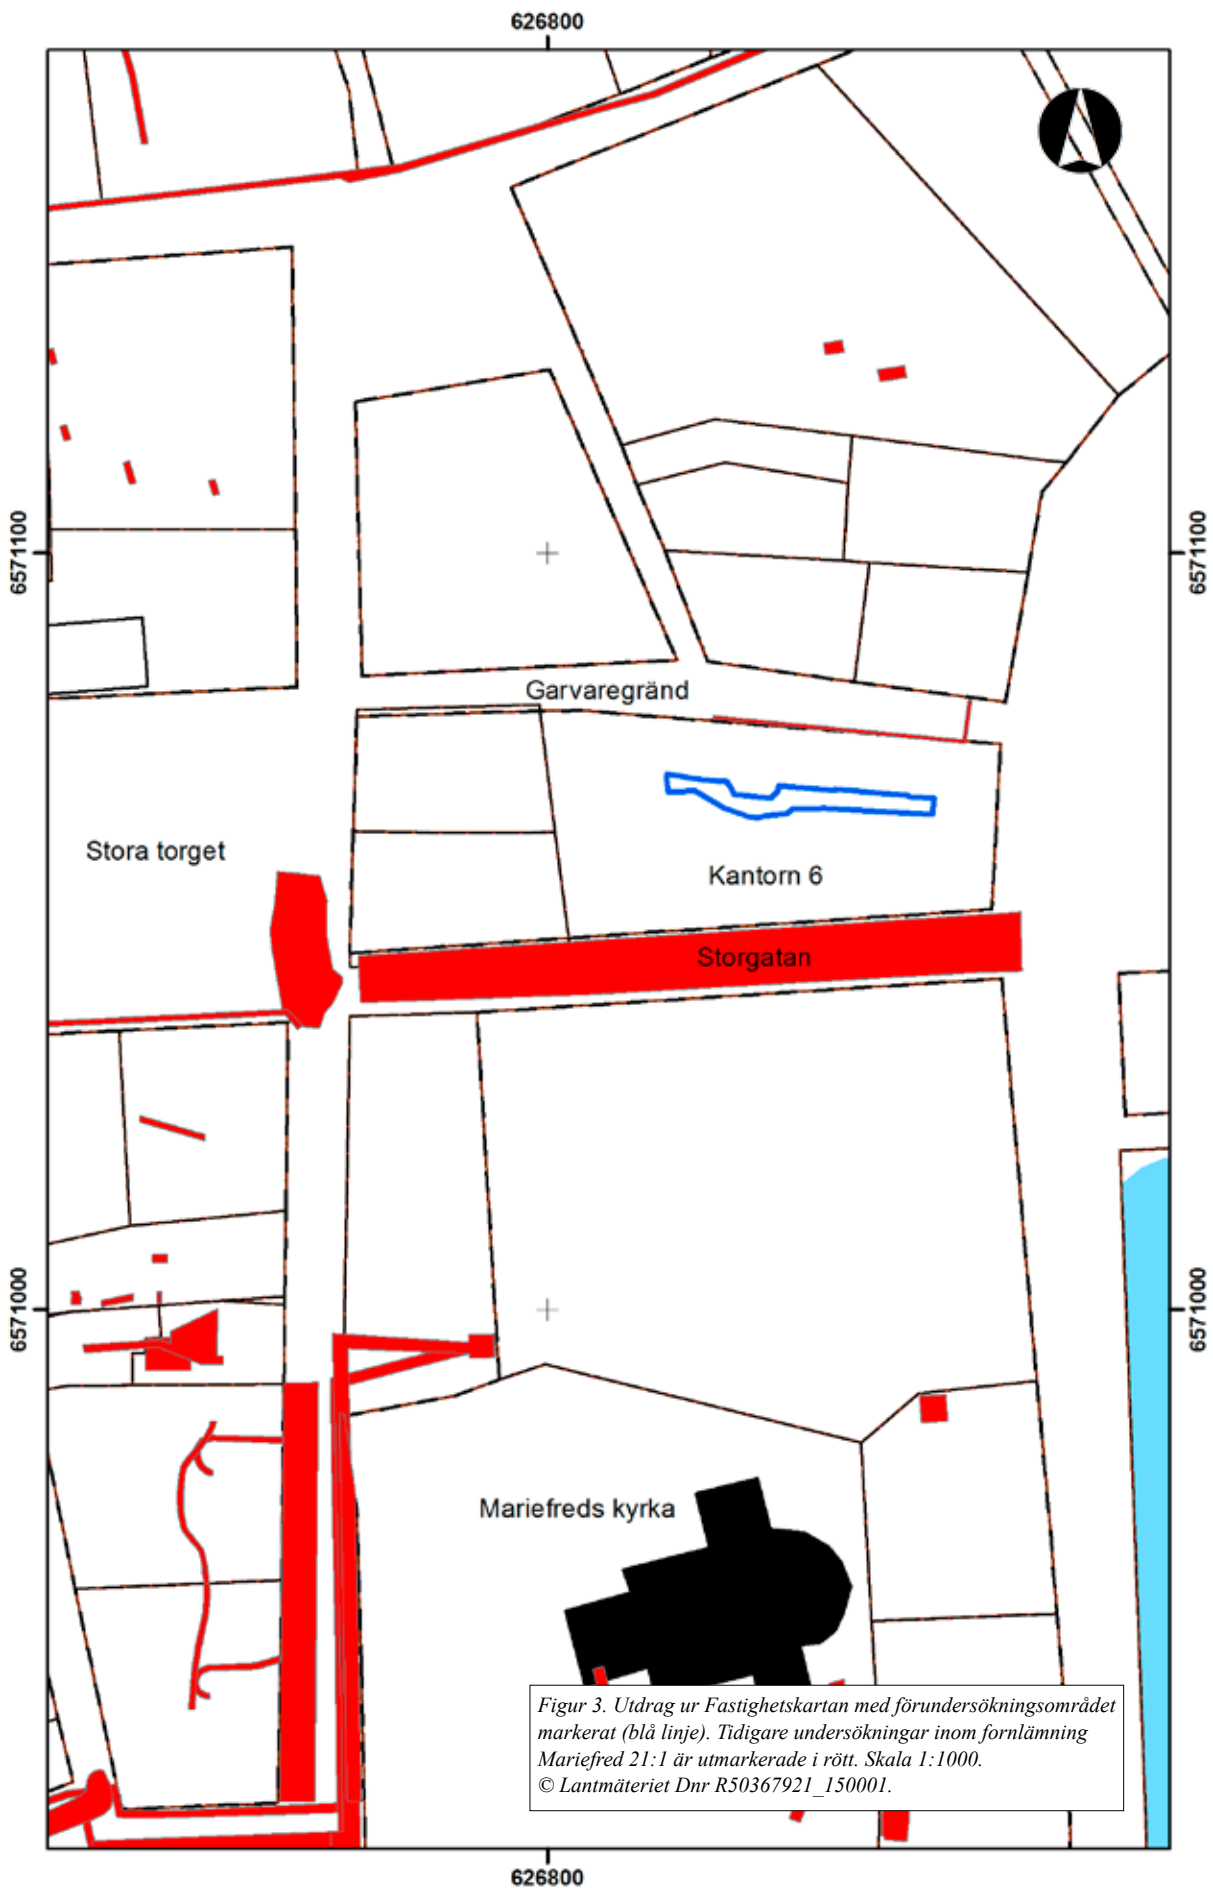 626800
6571100
6571100
Garvaregränd
Stora torget
Kantorn 6
Storgatan
6571000
6571000
Mariefreds kyrka
Figur 3. Utdrag ur Fastighetskartan med förundersökningsområdet
markerat (blå linje). Tidigare undersökningar inom fornlämning
Mariefred 21:1 är utmarkerade i rött. Skala 1:1000.
© Lantmäteriet Dnr R50367921_150001.
626800